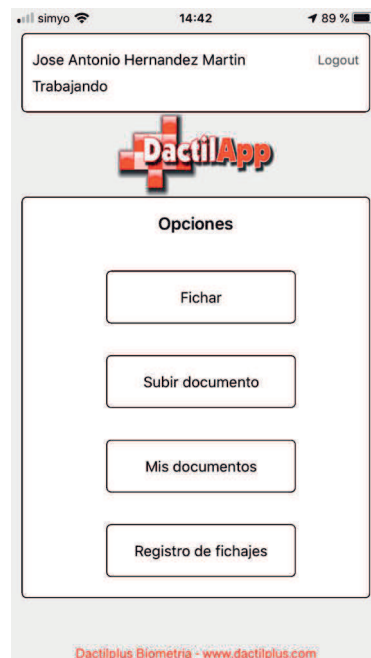 simyo 14:42 89 %
Jose Antonio Hernandez Martin Logout
Trabajando
DactilApp
Opciones
Fichar
Subir documento
Mis documentos
Registro de fichajes
Dactilplus Biometria - www.dactilplus.com